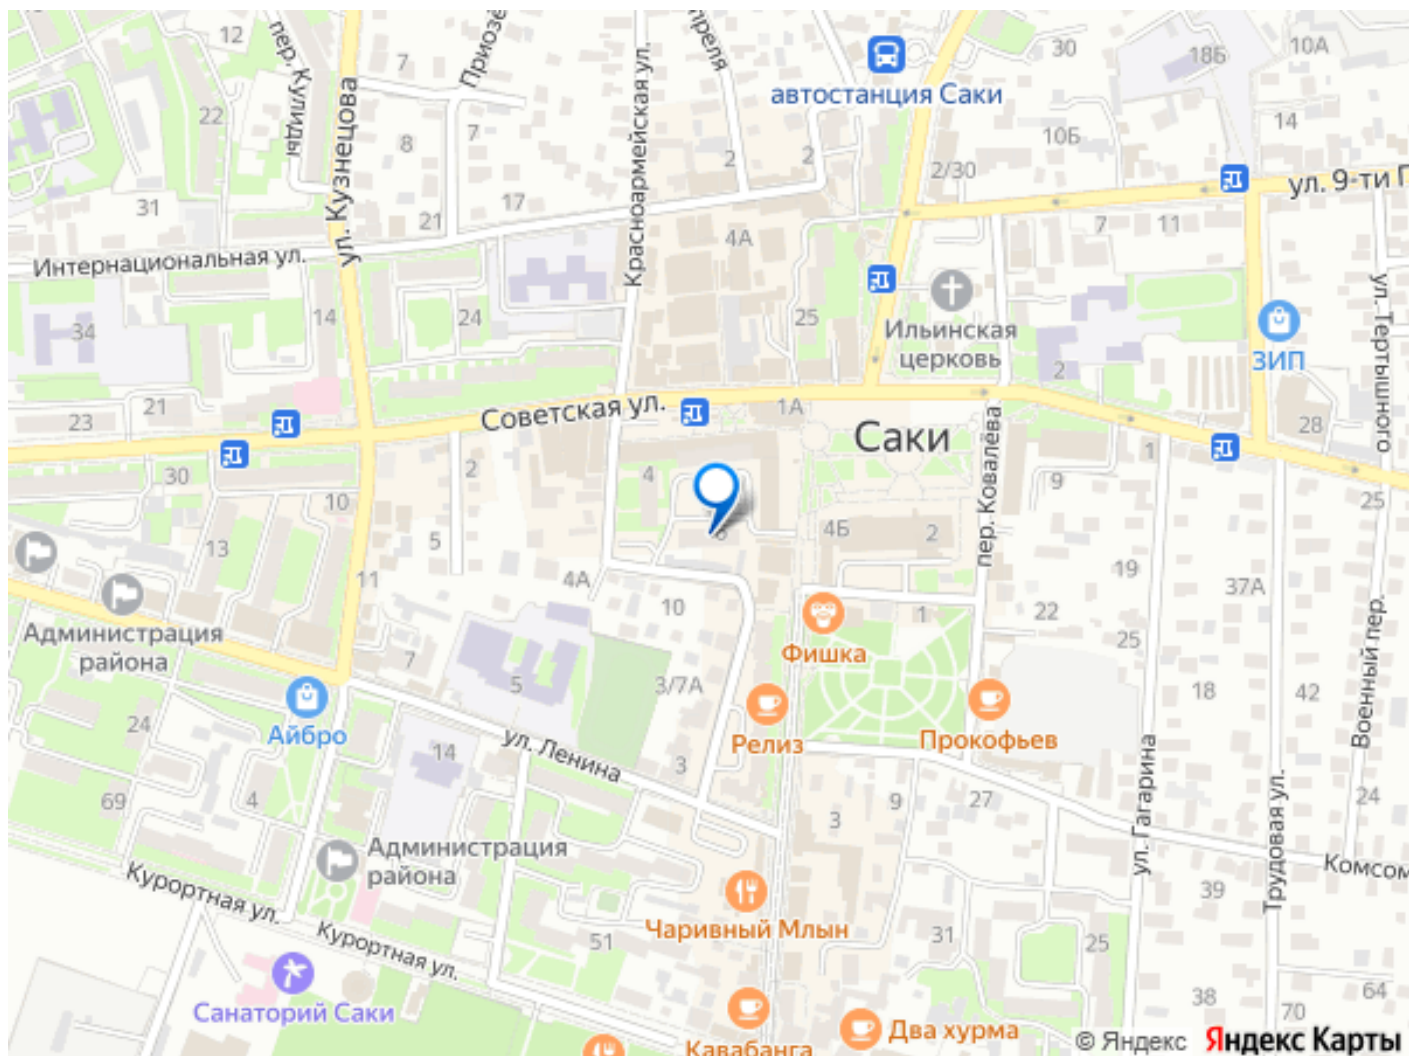 12
пер. Кулиды
7
Приозё
преля
автостанция Саки
30
18Б
10А
22
ул. Кузнецова
8
7
Красноармейская ул.
2
2
10Б
14
2/30
31
21
17
ул. 9-ти П
4А
7
11
Интернациональная ул.
34
14
24
25
Ильинская
церковь
ЗИП
ул. Тертышного
2
23
21
Советская ул.
1А
Саки
пер. Ковалёва
1
28
30
10
2
4
9
25
13
5
4Б
2
11
4А
10
19
37А
Администрация
района
7
1
22
25
Военный пер.
Фишка
5
3/7А
18
42
24
Айбро
Релиз
Прокофьев
14
ул. Ленина
3
ул. Гагарина
69
4
3
9
27
24
Трудовая ул.
Администрация
района
Комсом
Курортная ул.
39
Чаривный Млын
Курортная ул.
51
31
25
Санаторий Саки
38
70
64
Кавабанга
Два хурма
© Яндекс
Яндекс Карты